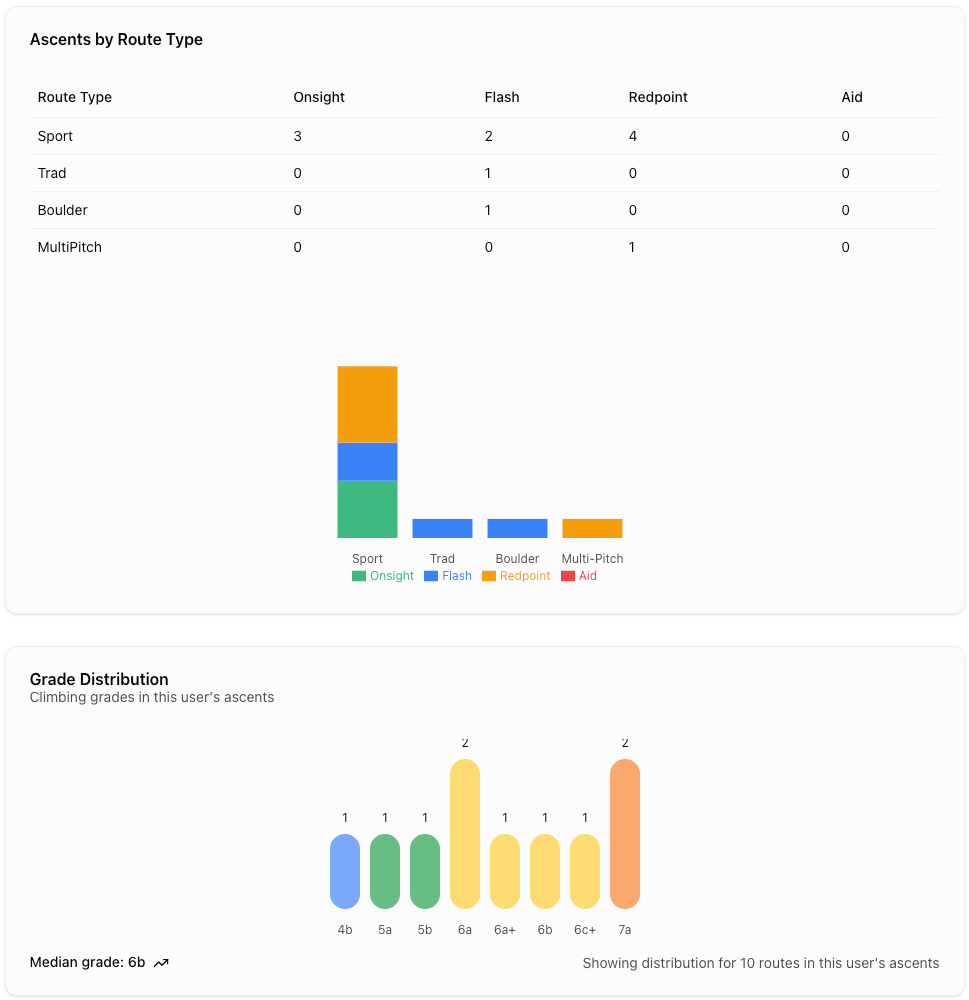 Ascents by Route Type
Route Type Onsight Flash Redpoint Aid
Sport 3 2 4 0
Trad 0 1 0 0
Boulder 0 1 0 0
MultiPitch 0 0 1 0
Sport Trad Boulder Multi-Pitch
Onsight Flash Redpoint Aid
Grade Distribution
Climbing grades in this user's ascents
2 2
1 1 1 1 1 1
4b 5a 5b 6a 6a+ 6b 6c+ 7a
Median grade: 6b
Showing distribution for 10 routes in this user's ascents